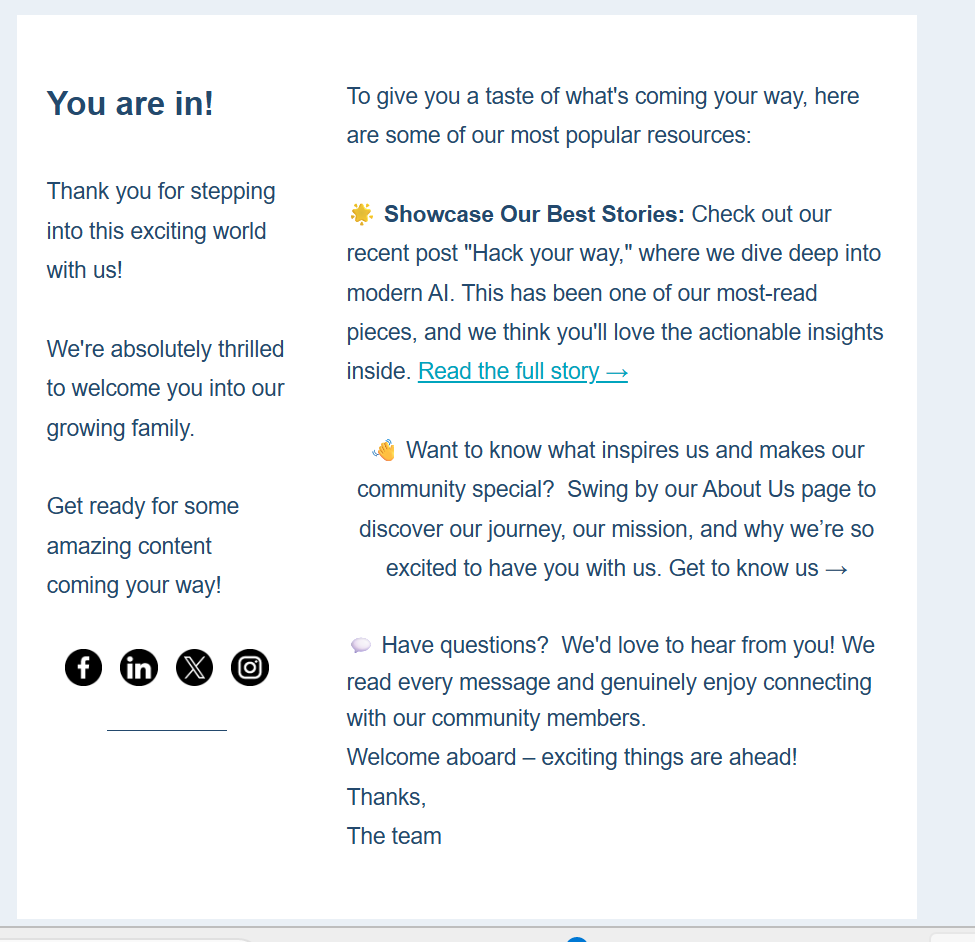 You are in!
Thank you for stepping
into this exciting world
with us!
We're absolutely thrilled
to welcome you into our
growing family.
Get ready for some
amazing content
coming your way!
To give you a taste of what's coming your way, here
are some of our most popular resources:
🌟 Showcase Our Best Stories: Check out our
recent post "Hack your way," where we dive deep into
modern AI. This has been one of our most-read
pieces, and we think you'll love the actionable insights
inside. Read the full story →
👋 Want to know what inspires us and makes our
community special?  Swing by our About Us page to
discover our journey, our mission, and why we’re so
excited to have you with us. Get to know us →
💬 Have questions?  We'd love to hear from you! We
read every message and genuinely enjoy connecting
with our community members.
Welcome aboard – exciting things are ahead!
Thanks,
The team